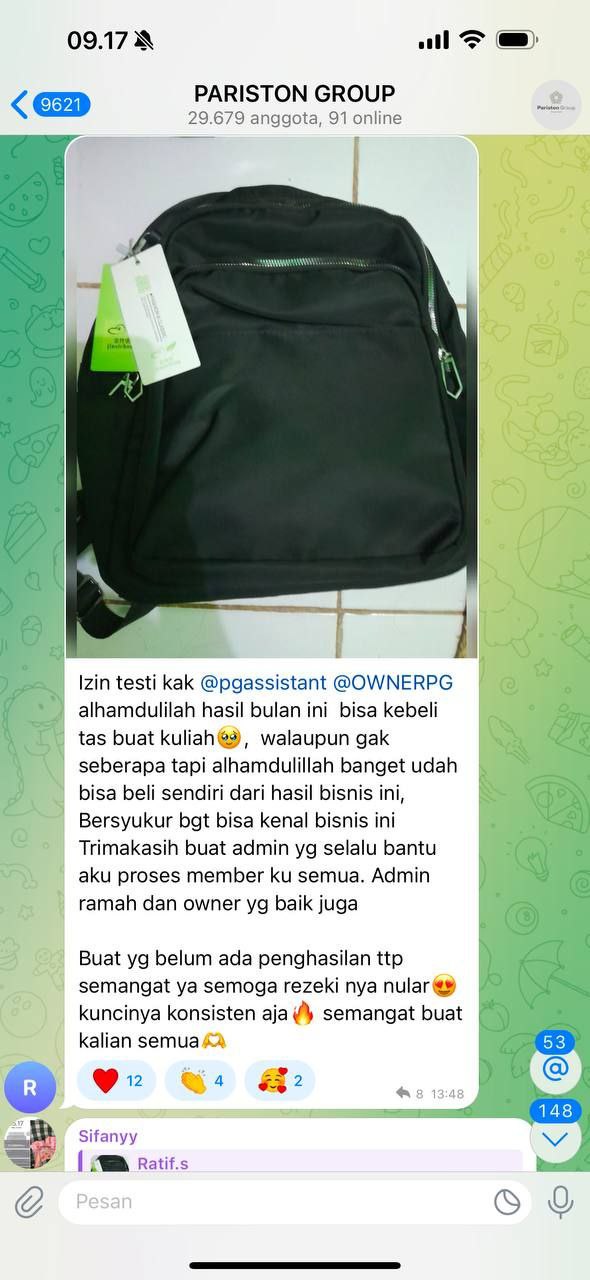 09.17
9621
PARISTON GROUP
29.679 anggota, 91 online
Pariston Group
Izin testi kak @pgassistant @OWNERPG
alhamdulilah hasil bulan ini  bisa kebeli
tas buat kuliah🥹,  walaupun gak
seberapa tapi alhamdulillah banget udah
bisa beli sendiri dari hasil bisnis ini,
Bersyukur bgt bisa kenal bisnis ini
Trimakasih buat admin yg selalu bantu
aku proses member ku semua. Admin
ramah dan owner yg baik juga
Buat yg belum ada penghasilan ttp
semangat ya semoga rezeki nya nular😍
kuncinya konsisten aja🔥 semangat buat
kalian semua🫶
❤️ 12 👏 4 🥰 2
8 13:48
R
53
@
148
Sifanyy
Ratif.s
Pesan